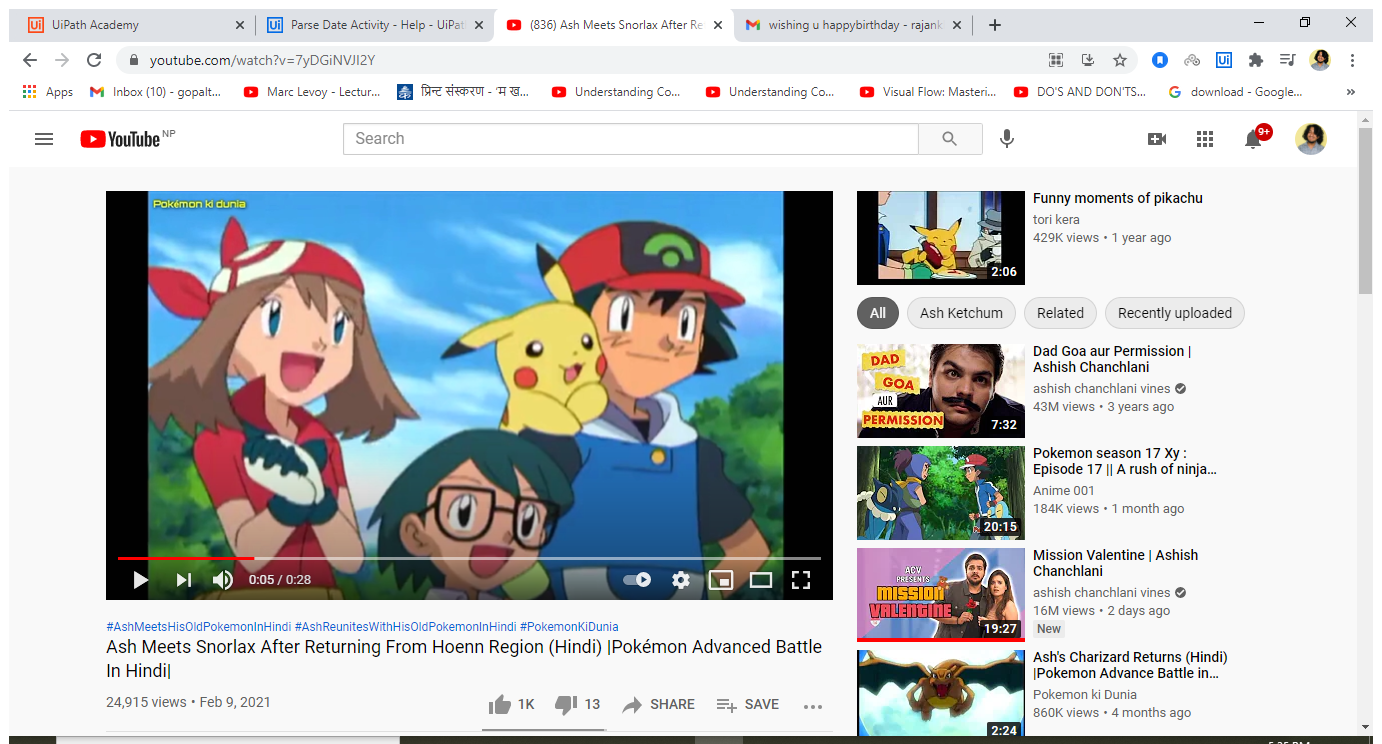 UiPath Academy
Parse Date Activity - Help - UiPat
(836) Ash Meets Snorlax After Re
wishing u happybirthday - rajank
youtube.com/watch?v=7yDGiNVJI2Y
Apps
Inbox (10) - gopalt...
Marc Levoy - Lectur...
प्रिन्ट संस्करण - 'म ख...
Understanding Co...
Understanding Co...
Visual Flow: Masteri...
DO'S AND DON'TS...
download - Google...
YouTube NP
Search
9+
Pokémon ki dunia
0:05 / 0:28
#AshMeetsHisOldPokemonInHindi #AshReunitesWithHisOldPokemonInHindi #PokemonKiDunia
Ash Meets Snorlax After Returning From Hoenn Region (Hindi) |Pokémon Advanced Battle
In Hindi|
24,915 views • Feb 9, 2021
1K
13
SHARE
SAVE
2:06
Funny moments of pikachu
tori kera
429K views • 1 year ago
All
Ash Ketchum
Related
Recently uploaded
DAD
GOA
AUR
PERMISSION
7:32
Dad Goa aur Permission |
Ashish Chanchlani
ashish chanchlani vines
43M views • 3 years ago
20:15
Pokemon season 17 Xy :
Episode 17 || A rush of ninja...
Anime 001
184K views • 1 month ago
ACV
PRESENTS
MISSION
VALENTINE
19:27
Mission Valentine | Ashish
Chanchlani
ashish chanchlani vines
16M views • 2 days ago
New
2:24
Ash's Charizard Returns (Hindi)
|Pokemon Advance Battle in...
Pokemon ki Dunia
860K views • 4 months ago